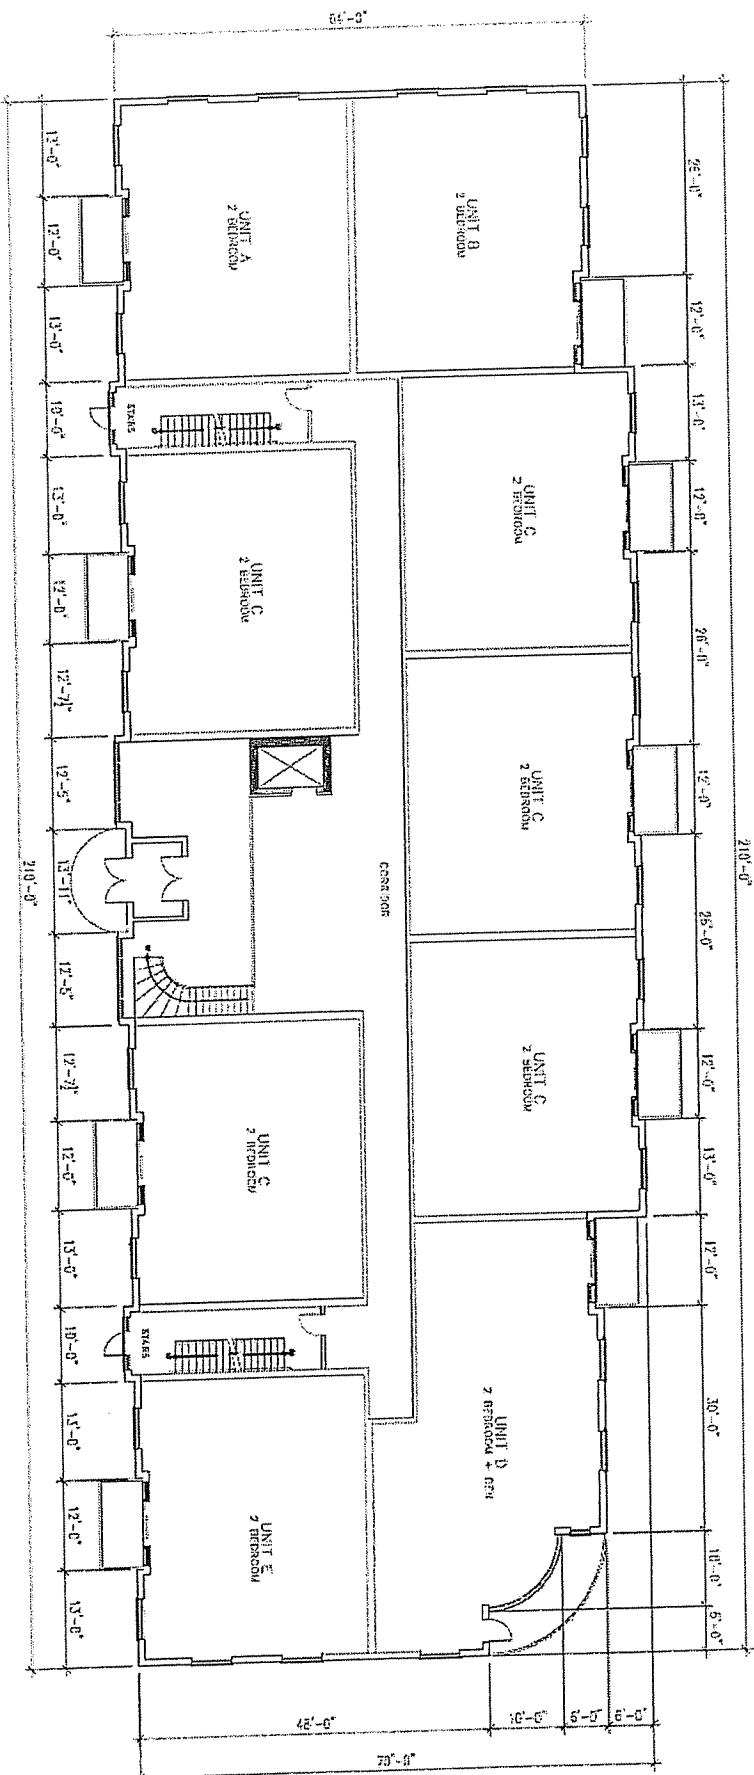 64'-0"
210'-0"
26'-0"
12'-0"
13'-0"
12'-0"
26'-0"
12'-0"
26'-0"
12'-0"
13'-0"
12'-0"
30'-0"
10'-0"
6'-0"
UNIT B
2 BEDROOM
UNIT C
2 BEDROOM
UNIT C
2 BEDROOM
UNIT C
2 BEDROOM
UNIT D
2 BEDROOM + DEN
CORRIDOR
UNIT A
2 BEDROOM
STAIRS
UNIT C
2 BEDROOM
UNIT C
2 BEDROOM
STAIRS
UNIT E
2 BEDROOM
13'-0"
12'-0"
13'-0"
10'-0"
13'-0"
12'-0"
12'-7½"
12'-5"
13'-11"
12'-5"
12'-7½"
12'-0"
13'-0"
10'-0"
13'-0"
12'-0"
13'-0"
210'-0"
48'-0"
10'-0"
6'-0"
6'-0"
70'-0"